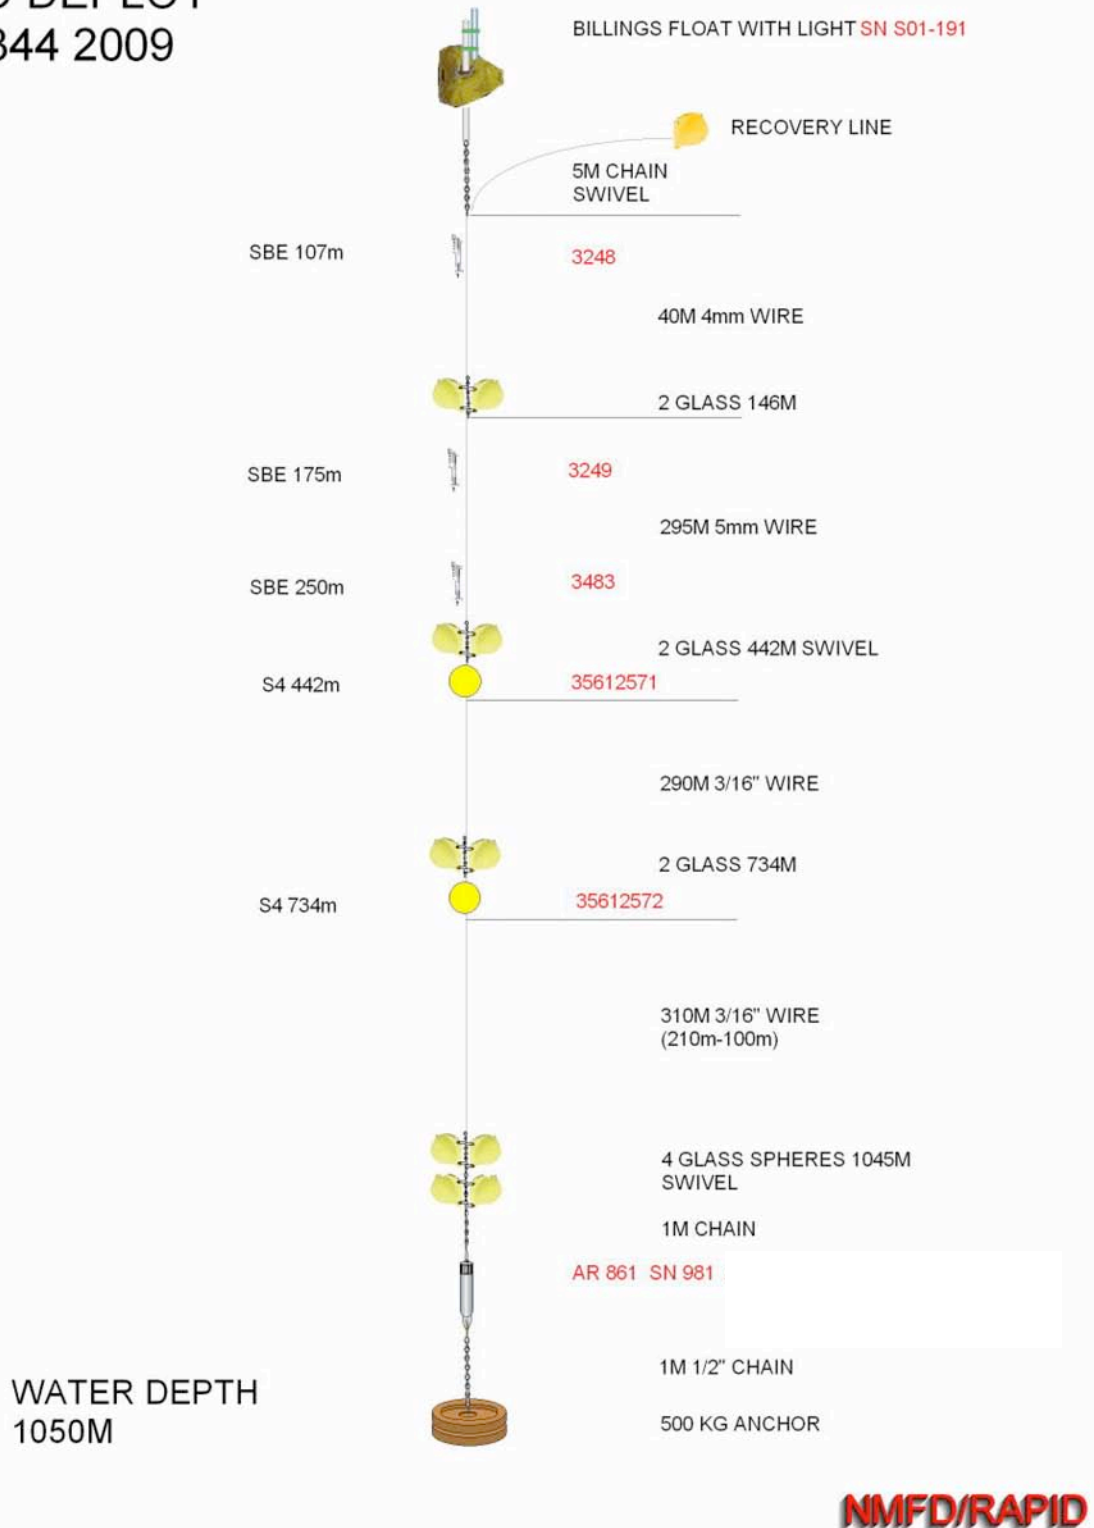 2009
BILLINGS FLOAT WITH LIGHT SN S01-191
RECOVERY LINE
5M CHAIN
SWIVEL
SBE 107m
3248
40M 4mm WIRE
2 GLASS 146M
SBE 175m
3249
295M 5mm WIRE
SBE 250m
3483
2 GLASS 442M SWIVEL
S4 442m
35612571
290M 3/16" WIRE
2 GLASS 734M
S4 734m
35612572
310M 3/16" WIRE
(210m-100m)
4 GLASS SPHERES 1045M
SWIVEL
1M CHAIN
AR 861 SN 981
1M 1/2" CHAIN
WATER DEPTH
1050M
500 KG ANCHOR
NMFD/RAPID